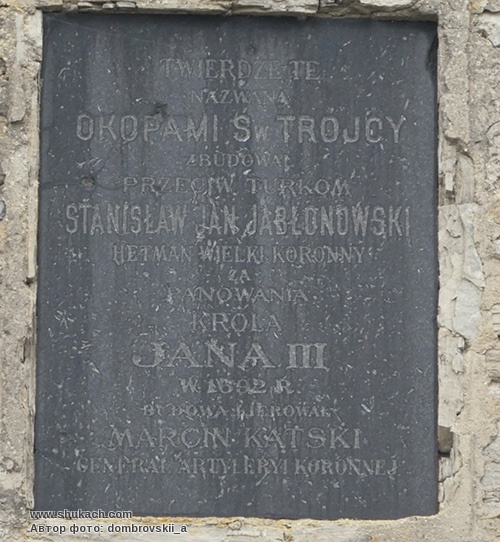 TWIERDZĘ TĘ
NAZWANĄ
OKOPAMI ŚW TRÓJCY
ZBUDOWAŁ
PRZECIW TURKOM
STANISŁAW JAN JABŁONOWSKI
HETMAN WIELKI KORONNY
ZA
PANOWANIA
KRÓLA
JANA III
W 1692 R.
BUDOWĄ KIEROWAŁ
MARCIN KĄTSKI
GENERAŁ ARTYLERYI KORONNEJ
www.shukach.com
Автор фото: dombrovskii_a